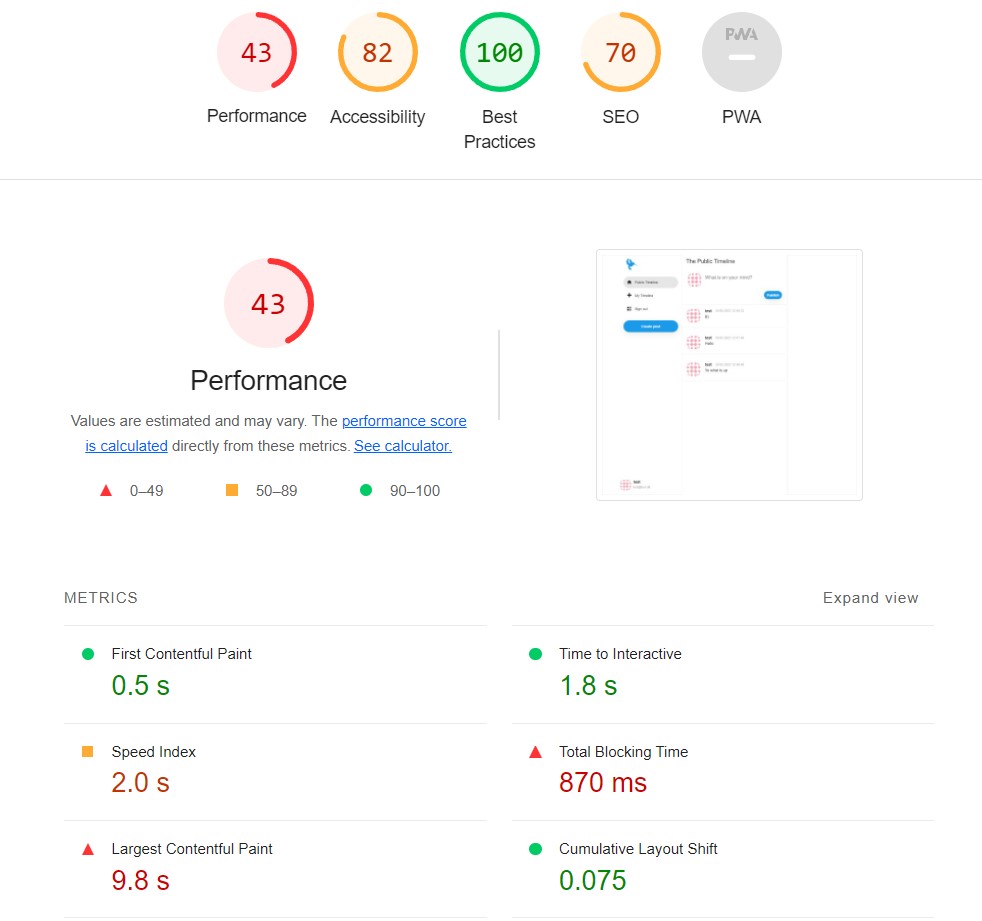 43
82
100
70
PWA
Performance
Accessibility
Best
Practices
SEO
PWA
43
Performance
Values are estimated and may vary. The performance score
is calculated directly from these metrics. See calculator.
0–49
50–89
90–100
The Public Timeline
What is on your mind?
Public Timeline
My Timeline
Publish
Sign out
Create post
test
test
Hello
test
test
METRICS
Expand view
First Contentful Paint
0.5 s
Time to Interactive
1.8 s
Speed Index
2.0 s
Total Blocking Time
870 ms
Largest Contentful Paint
9.8 s
Cumulative Layout Shift
0.075